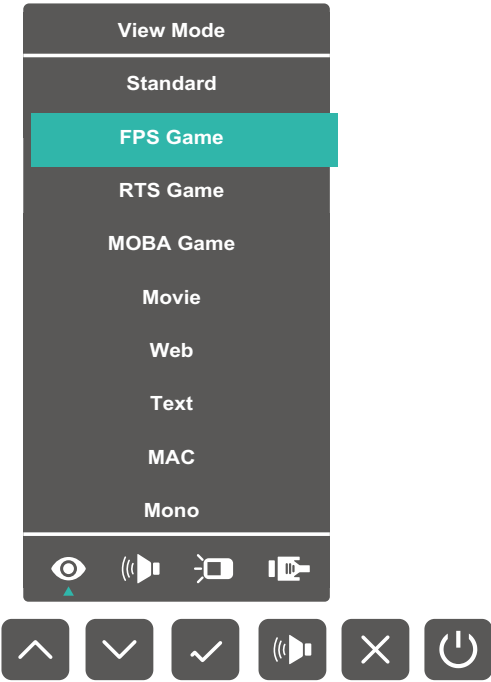 View Mode
Standard
FPS Game
RTS Game
MOBA Game
Movie
Web
Text
MAC
Mono